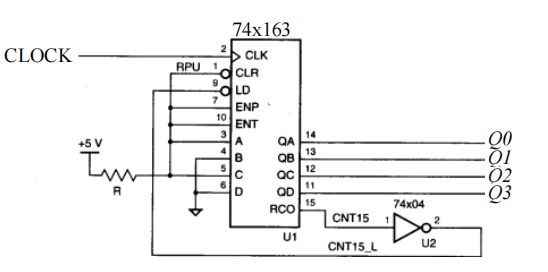 74x163
CLOCK
2
CLK
RPU
1
CLR
9
LD
7
ENP
10
ENT
+5 V
3
A
QA
14
Q0
4
B
QB
13
Q1
5
C
QC
12
Q2
R
6
D
QD
11
Q3
RCO
15
CNT15
74x04
1
2
U1
U2
CNT15_L